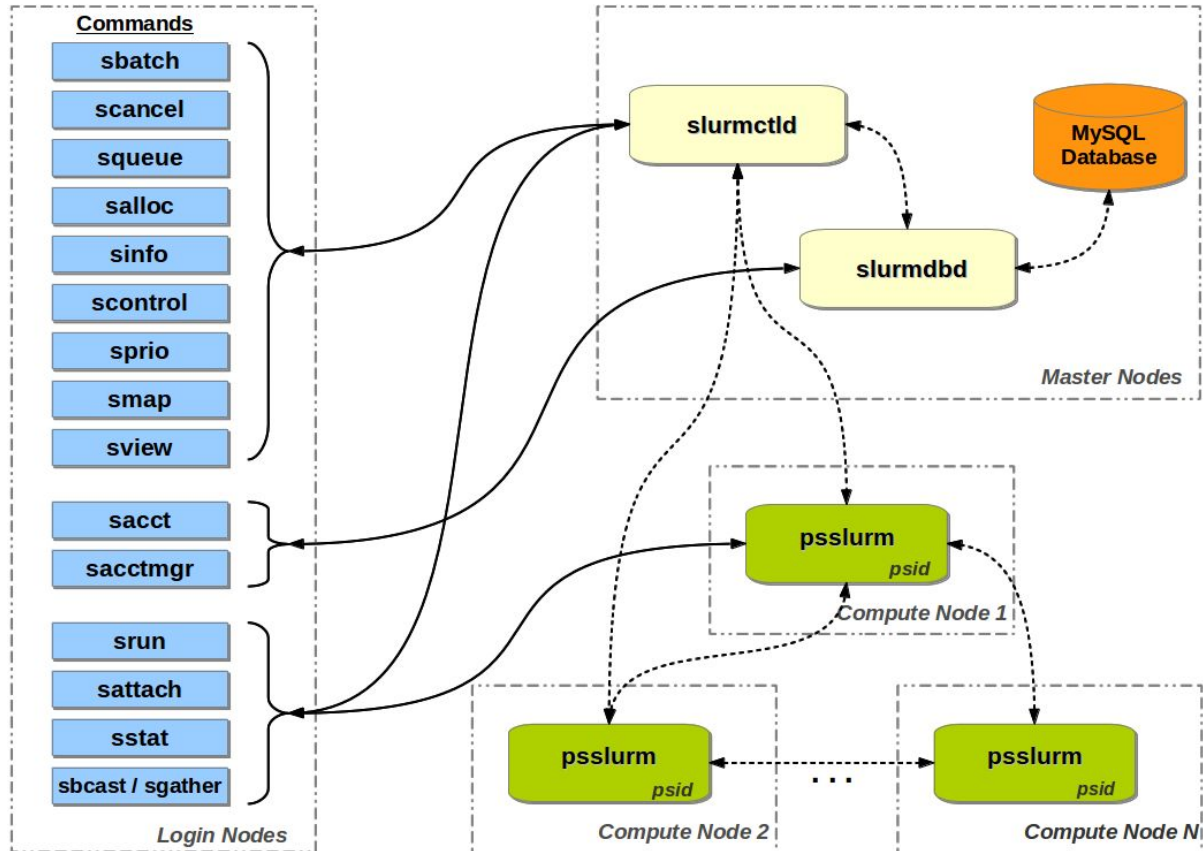 Commands
sbatch
scancel
squeue
salloc
sinfo
scontrol
sprio
smap
sview
sacct
sacctmgr
srun
sattach
sstat
sbcast / sgather
Login Nodes
slurmctld
MySQL
Database
slurmdbd
Master Nodes
psslurm
psid
Compute Node 1
psslurm
psid
Compute Node 2
. . .
psslurm
psid
Compute Node N